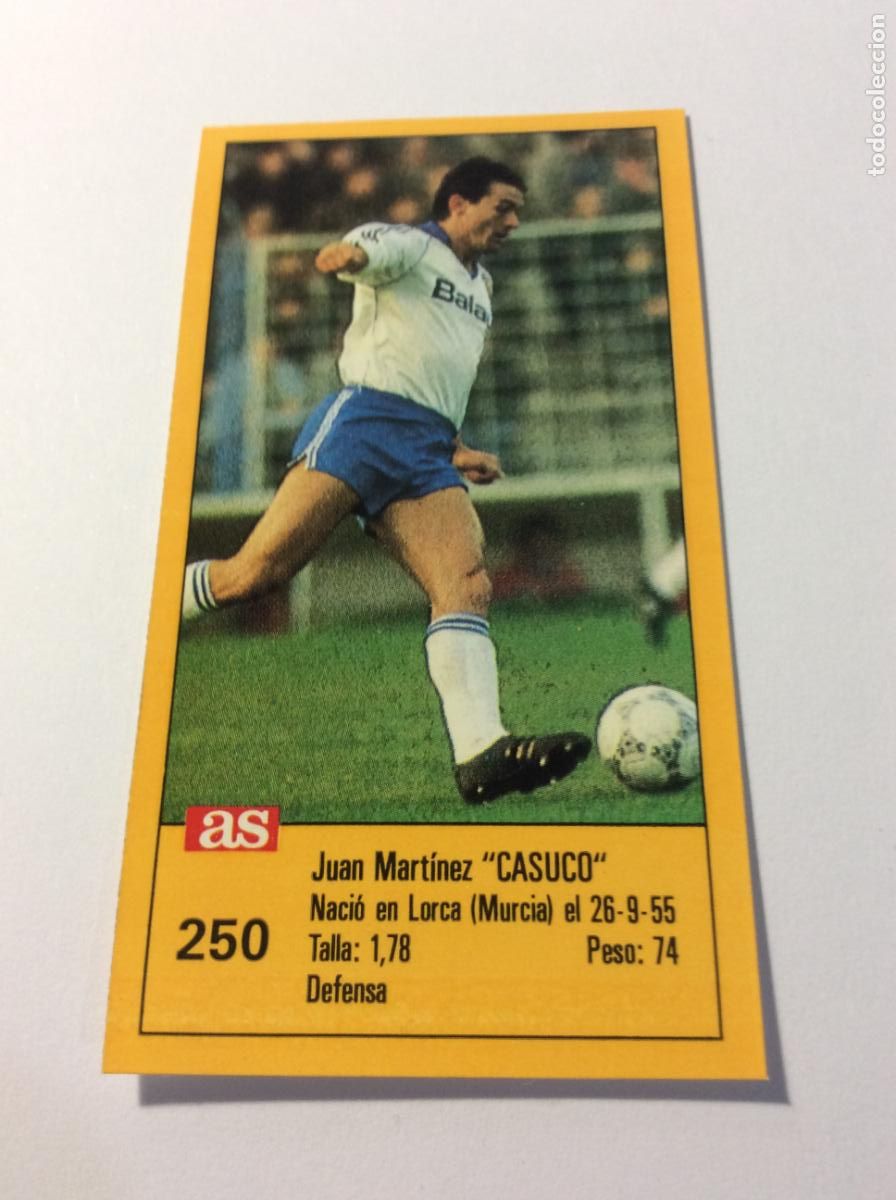 todocoleccion
Bala
as
Juan Martínez "CASUCO"
Nació en Lorca (Murcia) el 26-9-55
250
Talla: 1,78 Peso: 74
Defensa